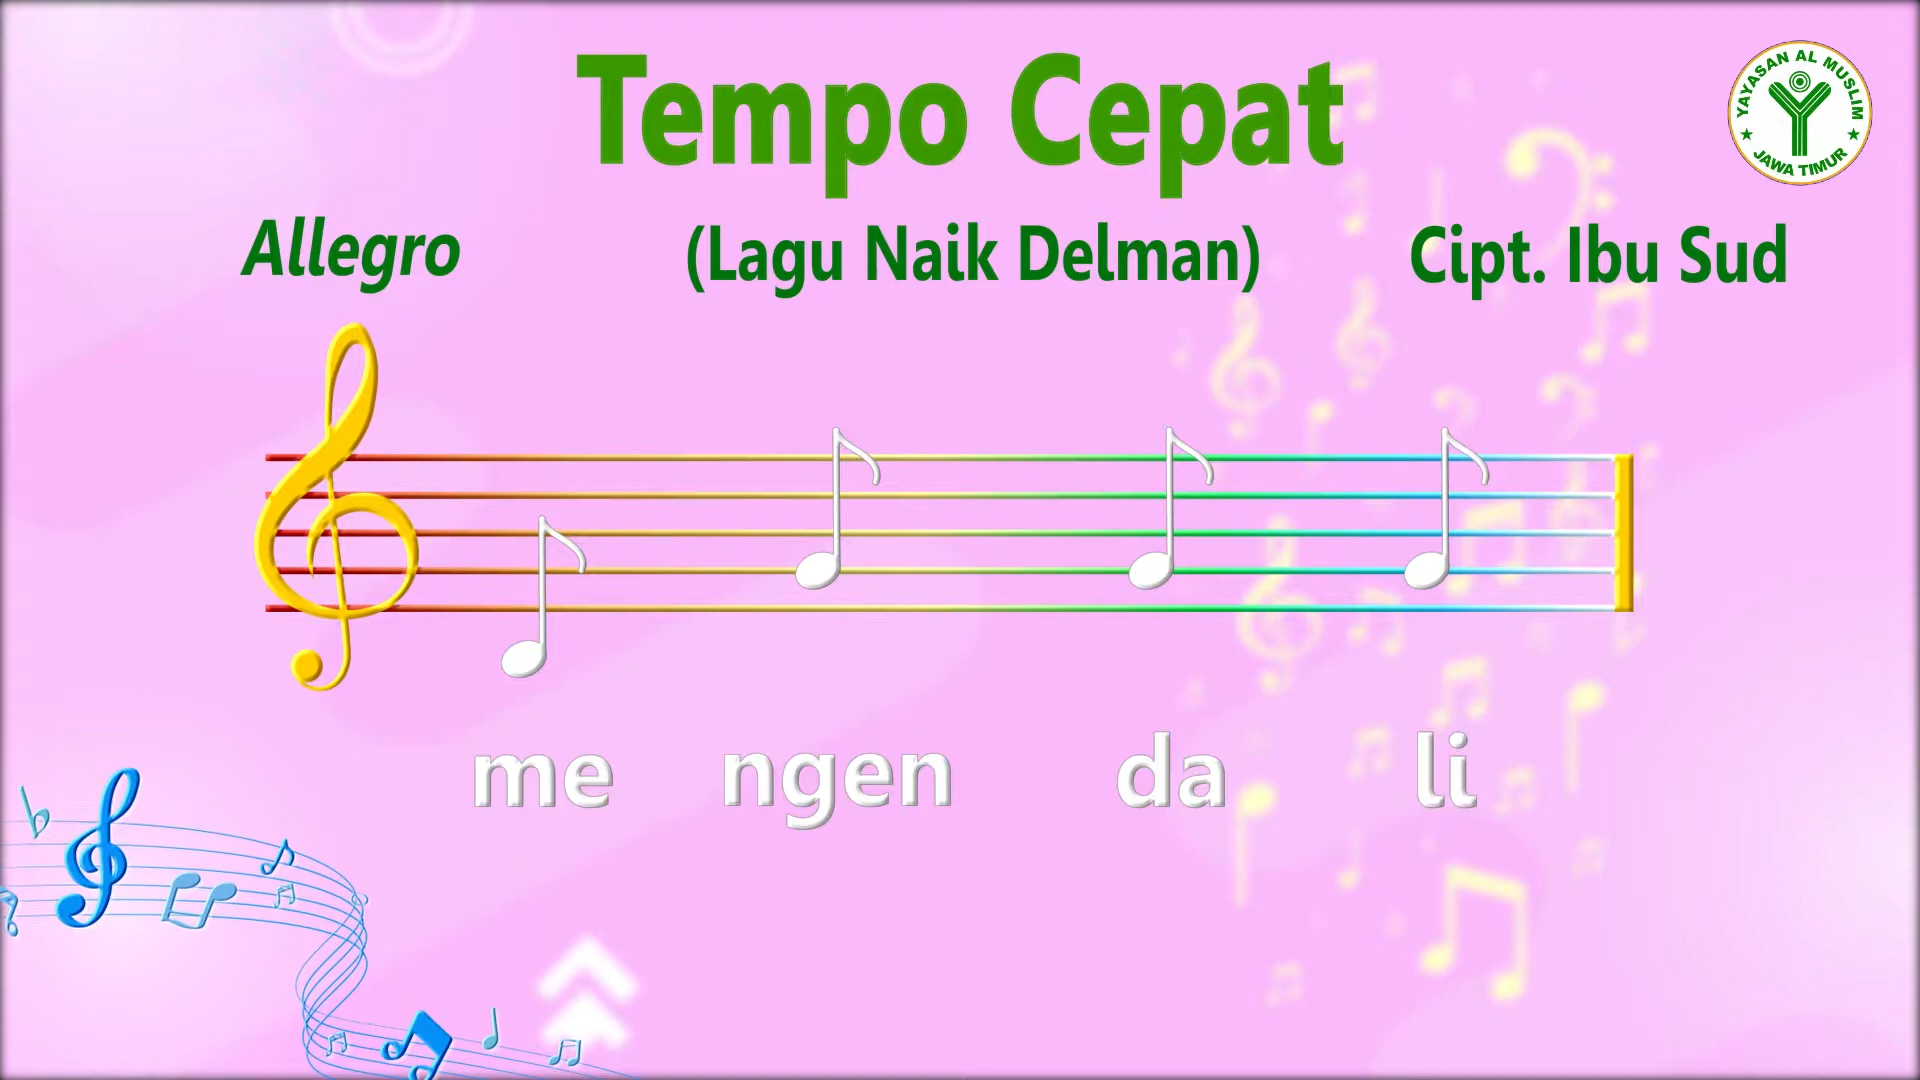 Tempo Cepat
YAYASAN AL MUSLIM
JAWA TIMUR
Allegro (Lagu Naik Delman) Cipt. Ibu Sud
me ngen da li